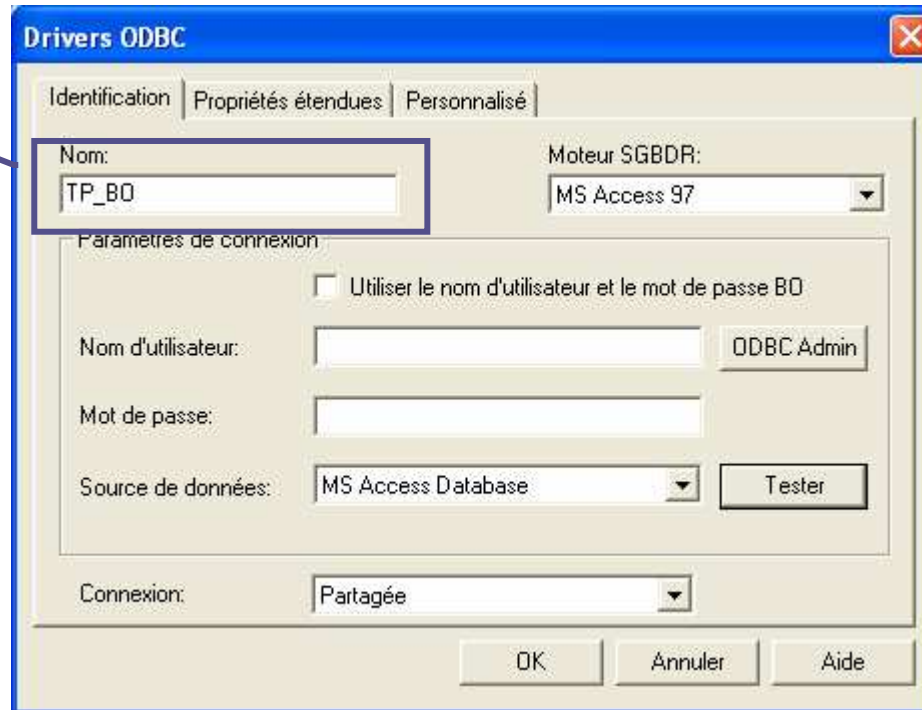 Drivers ODBC
Identification Propriétés étendues Personnalisé
Nom: Moteur SGBDR:
TP_BO MS Access 97
Paramètres de connexion
Utiliser le nom d'utilisateur et le mot de passe BO
Nom d'utilisateur: ODBC Admin
Mot de passe:
Source de données: MS Access Database Tester
Connexion: Partagée
OK Annuler Aide